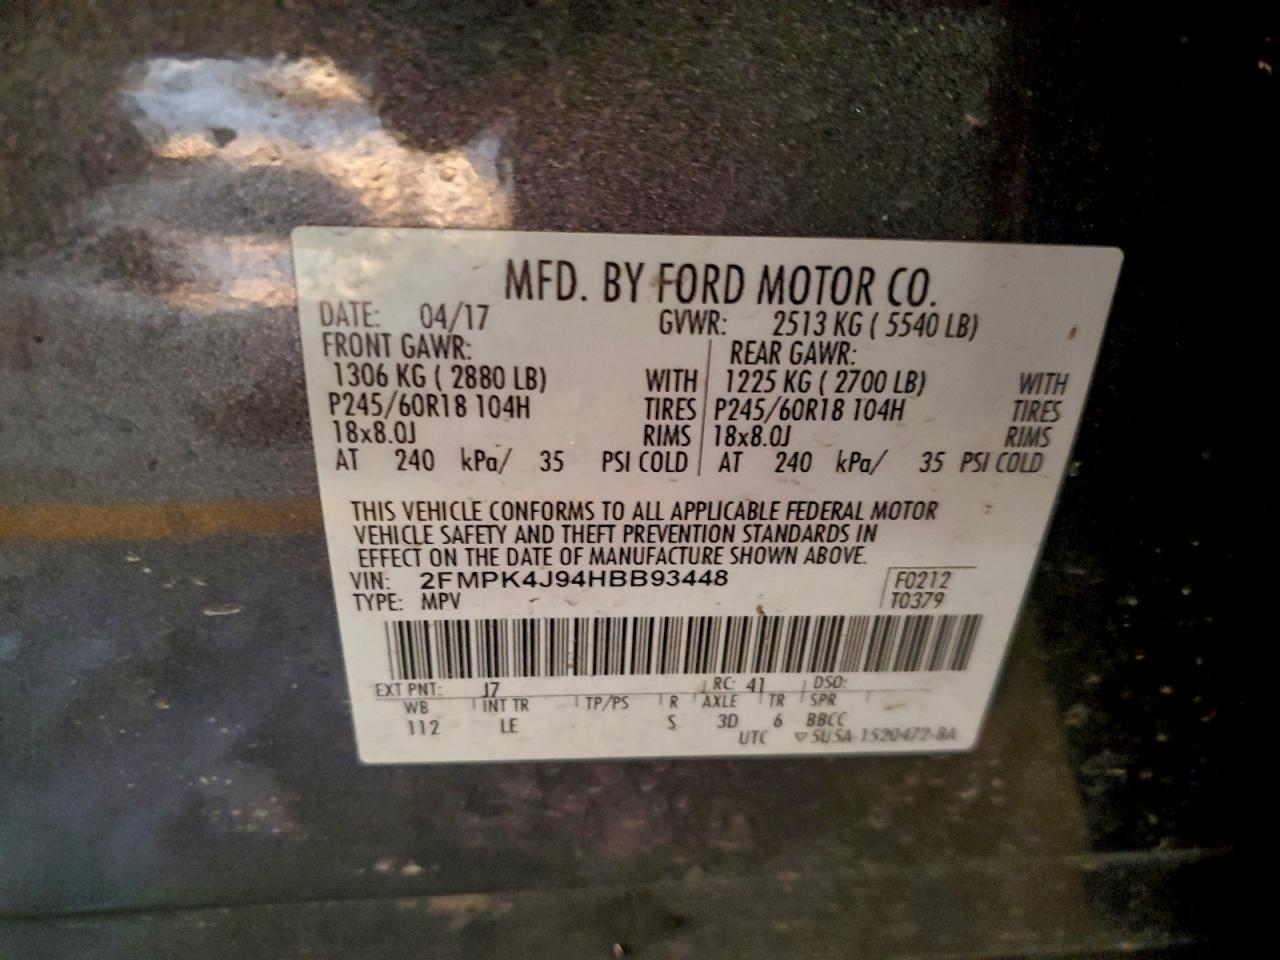 MFD. BY FORD MOTOR CO.
DATE: 04/17 GVWR: 2513 KG ( 5540 LB)
FRONT GAWR: REAR GAWR:
1306 KG ( 2880 LB) WITH 1225 KG ( 2700 LB) WITH
P245/60R18 104H TIRES P245/60R18 104H TIRES
18x8.0J RIMS 18x8.0J RIMS
AT 240 kPa/ 35 PSI COLD AT 240 kPa/ 35 PSI COLD
THIS VEHICLE CONFORMS TO ALL APPLICABLE FEDERAL MOTOR
VEHICLE SAFETY AND THEFT PREVENTION STANDARDS IN
EFFECT ON THE DATE OF MANUFACTURE SHOWN ABOVE.
VIN: 2FMPK4J94HBB93448 F0212
TYPE: MPV T0379
EXT PNT: J7 RC: 41 DSO:
WB INT TR TP/PS R AXLE TR SPR
112 LE S 3D 6 BBCC
UTC ▽5U5A-1520472-BA